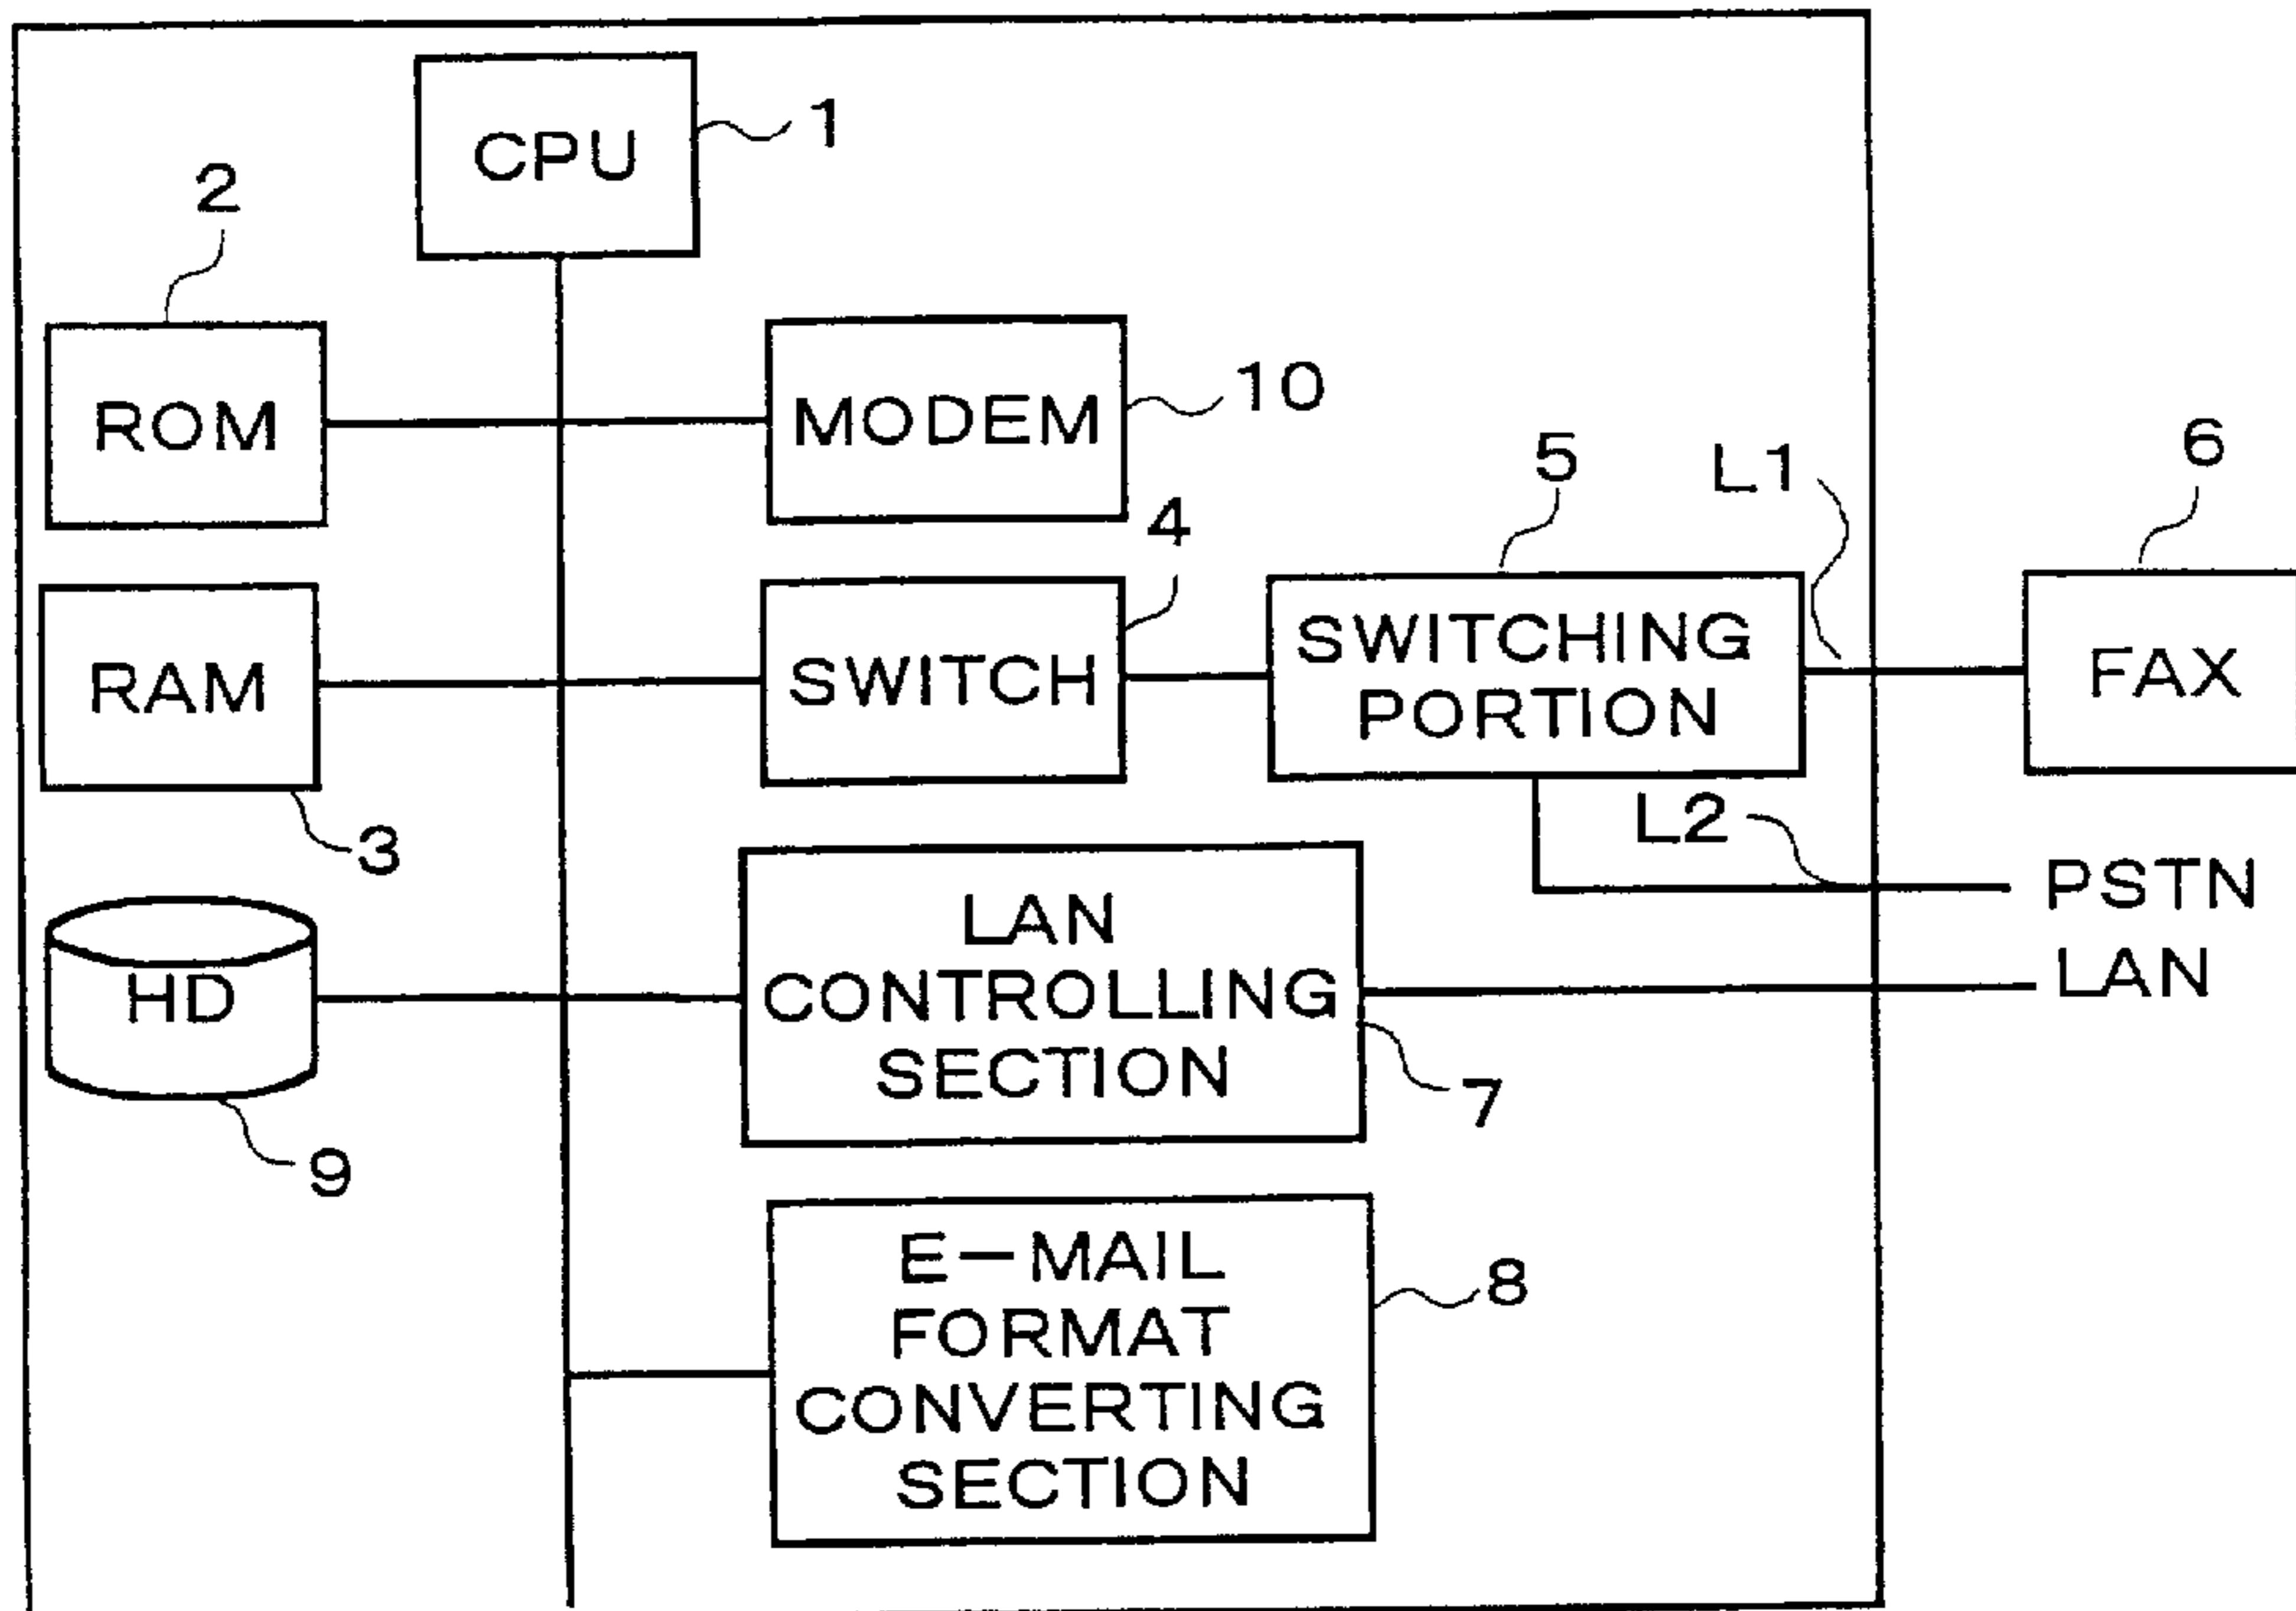 CPU
1
2
ROM
MODEM
10
RAM
3
SWITCH
4
SWITCHING
PORTION
5
L1
FAX
6
L2
PSTN
LAN
HD
9
LAN
CONTROLLING
SECTION
7
E-MAIL
FORMAT
CONVERTING
SECTION
8